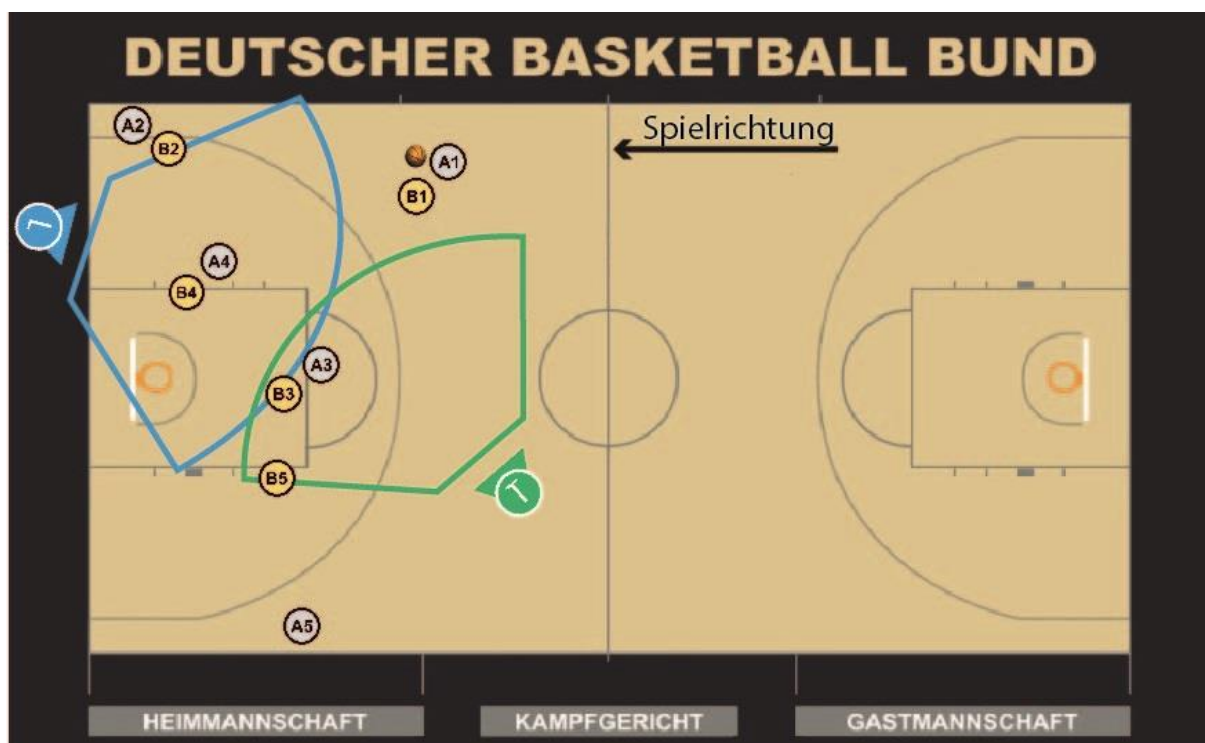 DEUTSCHER BASKETBALL BUND
Spielrichtung
A2
B2
A1
B1
L
A4
B4
A3
B3
B5
T
A5
HEIMMANNSCHAFT
KAMPFGERICHT
GASTMANNSCHAFT